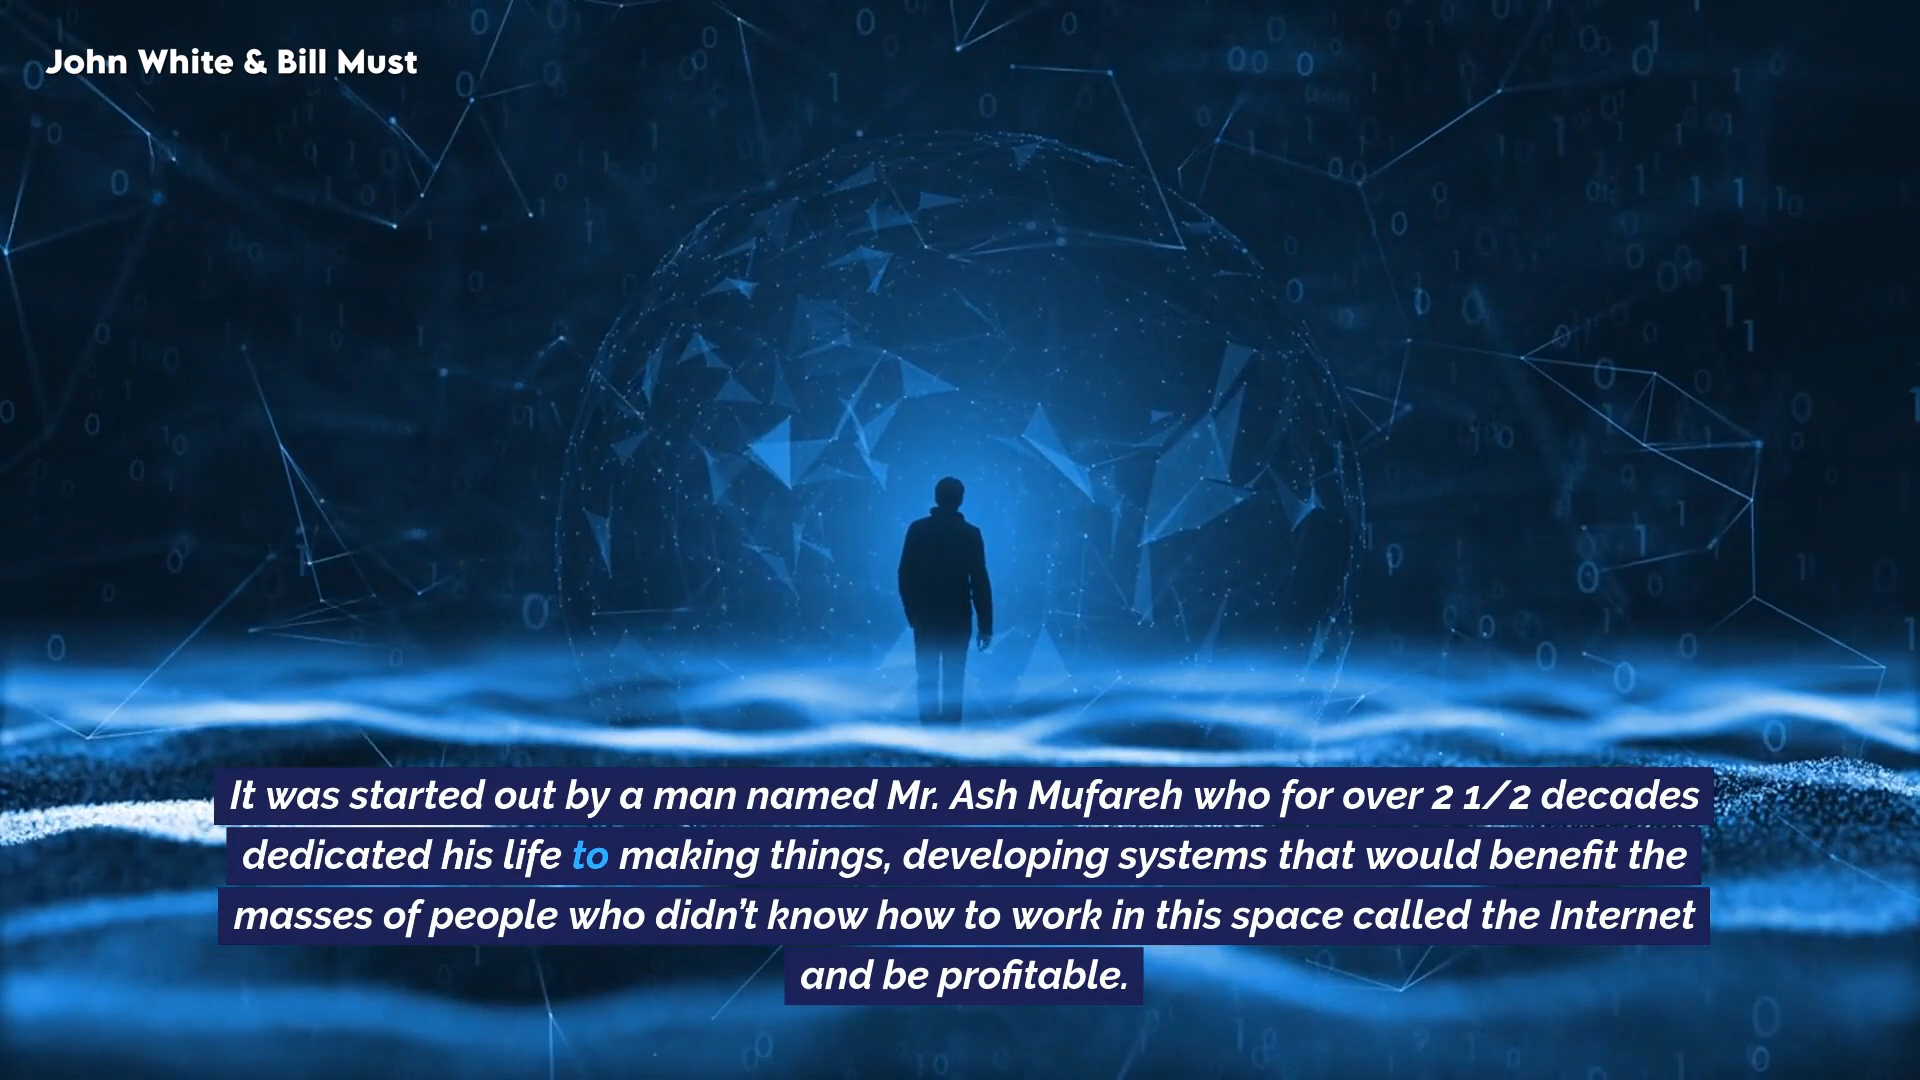 John White & Bill Must
It was started out by a man named Mr. Ash Mufareh who for over 2 1/2 decades
dedicated his life to making things, developing systems that would benefit the
masses of people who didn’t know how to work in this space called the Internet
and be profitable.